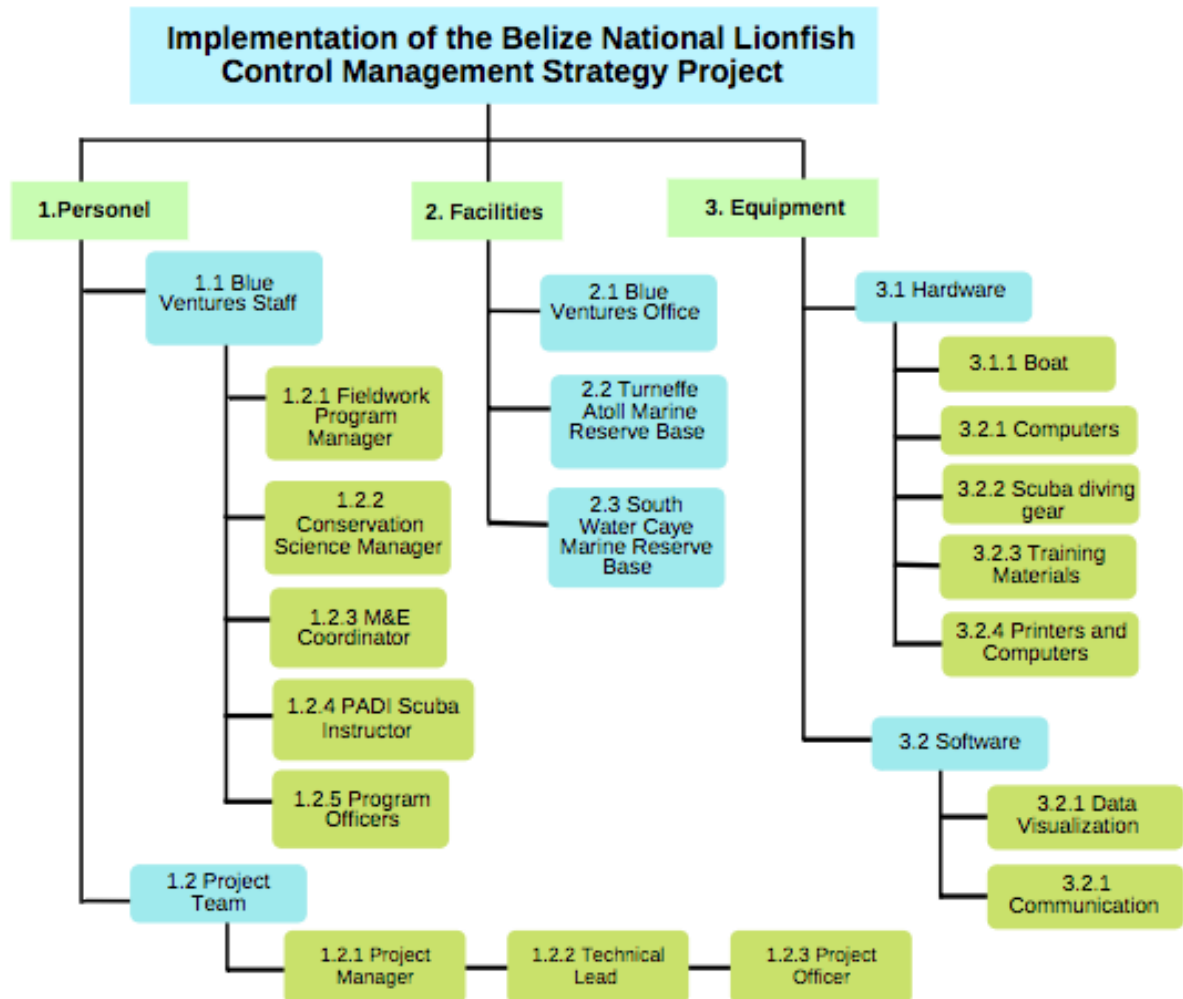 Implementation of the Belize National Lionfish
Control Management Strategy Project
1.Personel
2. Facilities
3. Equipment
1.1 Blue
Ventures Staff
1.2.1 Fieldwork
Program
Manager
1.2.2
Conservation
Science Manager
1.2.3 M&E
Coordinator
1.2.4 PADI Scuba
Instructor
1.2.5 Program
Officers
1.2 Project
Team
1.2.1 Project
Manager
1.2.2 Technical
Lead
1.2.3 Project
Officer
2.1 Blue
Ventures Office
2.2 Turneffe
Atoll Marine
Reserve Base
2.3 South
Water Caye
Marine Reserve
Base
3.1 Hardware
3.1.1 Boat
3.2.1 Computers
3.2.2 Scuba diving
gear
3.2.3 Training
Materials
3.2.4 Printers and
Computers
3.2 Software
3.2.1 Data
Visualization
3.2.1
Communication